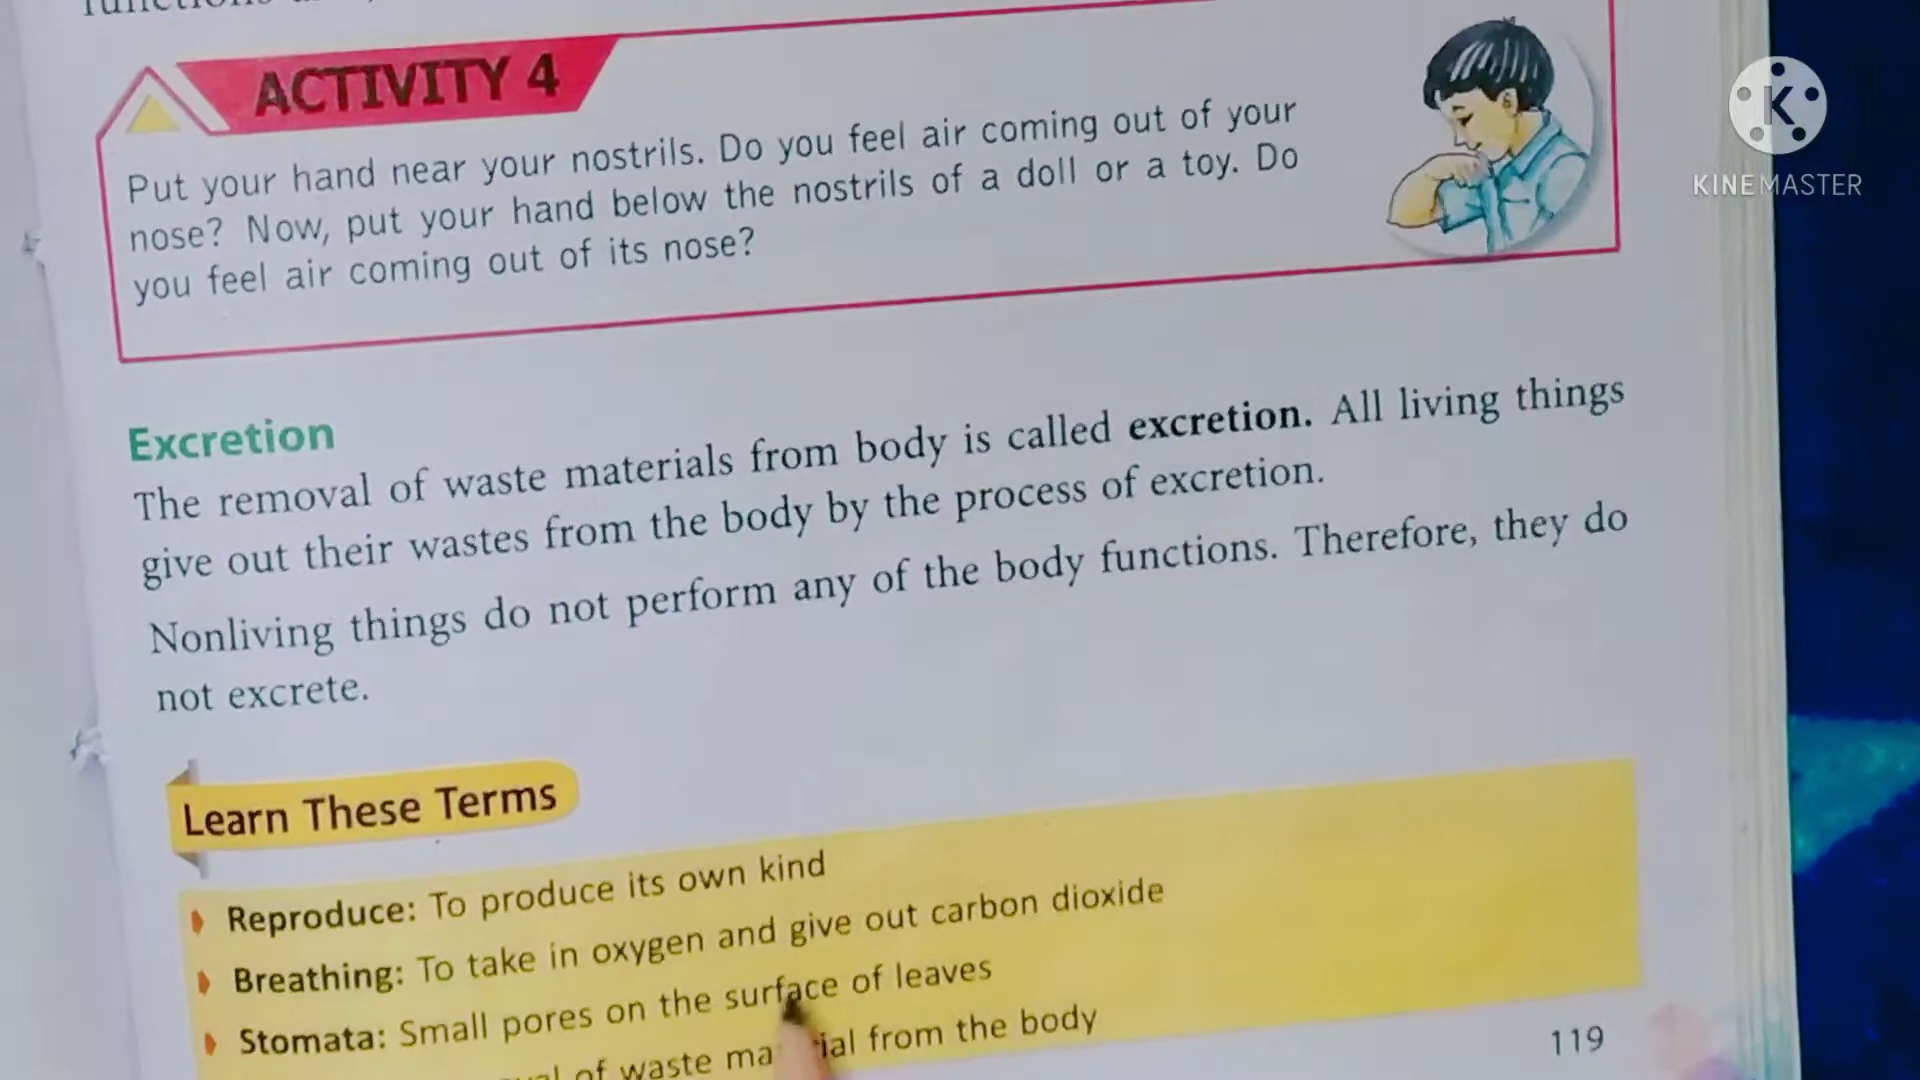 ACTIVITY 4
Put your hand near your nostrils. Do you feel air coming out of your
nose? Now, put your hand below the nostrils of a doll or a toy. Do
you feel air coming out of its nose?
K
KINEMASTER
Excretion
The removal of waste materials from body is called excretion. All living things
give out their wastes from the body by the process of excretion.
Nonliving things do not perform any of the body functions. Therefore, they do
not excrete.
Learn These Terms
Reproduce: To produce its own kind
Breathing: To take in oxygen and give out carbon dioxide
Stomata: Small pores on the surface of leaves
of waste from the body
119